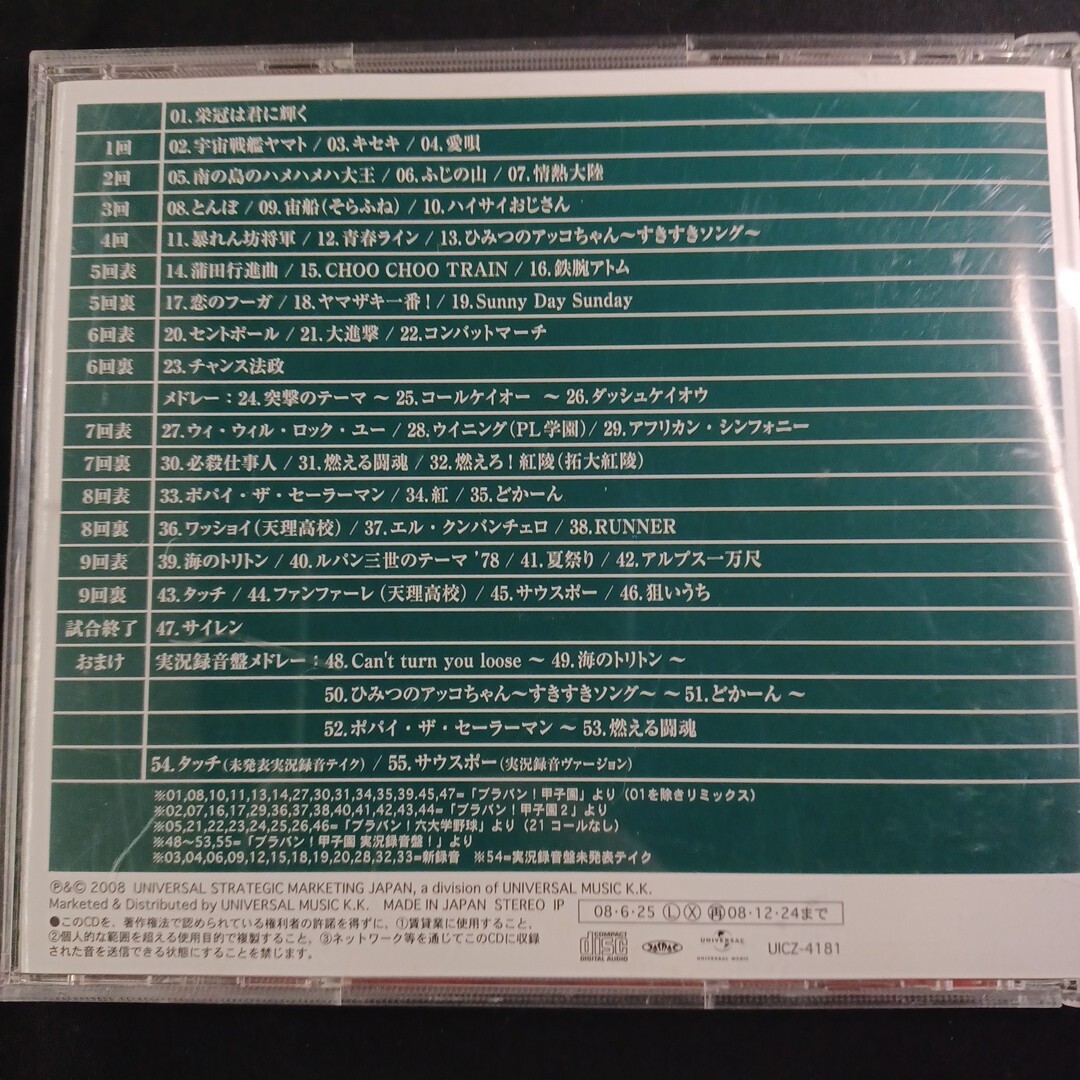 01.栄冠は君に輝く
1回 02.宇宙戦艦ヤマト / 03.キセキ / 04.愛唄
2回 05.南の島のハメハメハ大王 / 06.ふじの山 / 07.情熱大陸
3回 08.とんぼ / 09.宙船(そらふね) / 10.ハイサイおじさん
4回 11.暴れん坊将軍 / 12.青春ライン / 13.ひみつのアッコちゃん〜すきすきソング〜
5回表 14.蒲田行進曲 / 15.CHOO CHOO TRAIN / 16.鉄腕アトム
5回裏 17.恋のフーガ / 18.ヤマザキ一番! / 19.Sunny Day Sunday
6回表 20.セントポール / 21.大進撃 / 22.コンバットマーチ
6回裏 23.チャンス法政
メドレー:24.突撃のテーマ 〜 25.コールケイオー 〜 26.ダッシュケイオウ
7回表 27.ウィ・ウィル・ロック・ユー / 28.ウイニング(PL学園) / 29.アフリカン・シンフォニー
7回裏 30.必殺仕事人 / 31.燃える闘魂 / 32.燃えろ!紅陵(拓大紅陵)
8回表 33.ポパイ・ザ・セーラーマン / 34.紅 / 35.どかーん
8回裏 36.ワッショイ(天理高校) / 37.エル・クンバンチェロ / 38.RUNNER
9回表 39.海のトリトン / 40.ルパン三世のテーマ '78 / 41.夏祭り / 42.アルプス一万尺
9回裏 43.タッチ / 44.ファンファーレ(天理高校) / 45.サウスポー / 46.狙いうち
試合終了 47.サイレン
おまけ 実況録音盤メドレー:48.Can't turn you loose 〜 49.海のトリトン 〜
50.ひみつのアッコちゃん〜すきすきソング〜 〜 51.どかーん 〜
52.ポパイ・ザ・セーラーマン 〜 53.燃える闘魂
54.タッチ(未発表実況録音テイク) / 55.サウスポー(実況録音ヴァージョン)
※01,08,10,11,13,14,27,30,31,34,35,39.45,47=「ブラバン!甲子園」より (01を除きリミックス)
※02,07,16,17,29,36,37,38,40,41,42,43,44=「ブラバン!甲子園2」より
※05,21,22,23,24,25,26,46=「ブラバン!六大学野球」より (21 コールなし)
※48〜53,55=「ブラバン!甲子園 実況録音盤!」より
※03,04,06,09,12,15,18,19,20,28,32,33=新録音 ※54=実況録音盤未発表テイク
Ⓟ&© 2008 UNIVERSAL STRATEGIC MARKETING JAPAN, a division of UNIVERSAL MUSIC K.K.
Marketed & Distributed by UNIVERSAL MUSIC K.K. MADE IN JAPAN STEREO IP
08・6・25 Ⓛ Ⓧ 再08・12・24まで
●このCDを、著作権法で認められている権利者の許諾を得ずに、①賃貸業に使用すること、
②個人的な範囲を超える使用目的で複製すること、③ネットワーク等を通じてこのCDに収録
された音を送信できる状態にすることを禁じます。
COMPACT disc DIGITAL AUDIO
UNIVERSAL
UNIVERSAL MUSIC
UICZ-4181